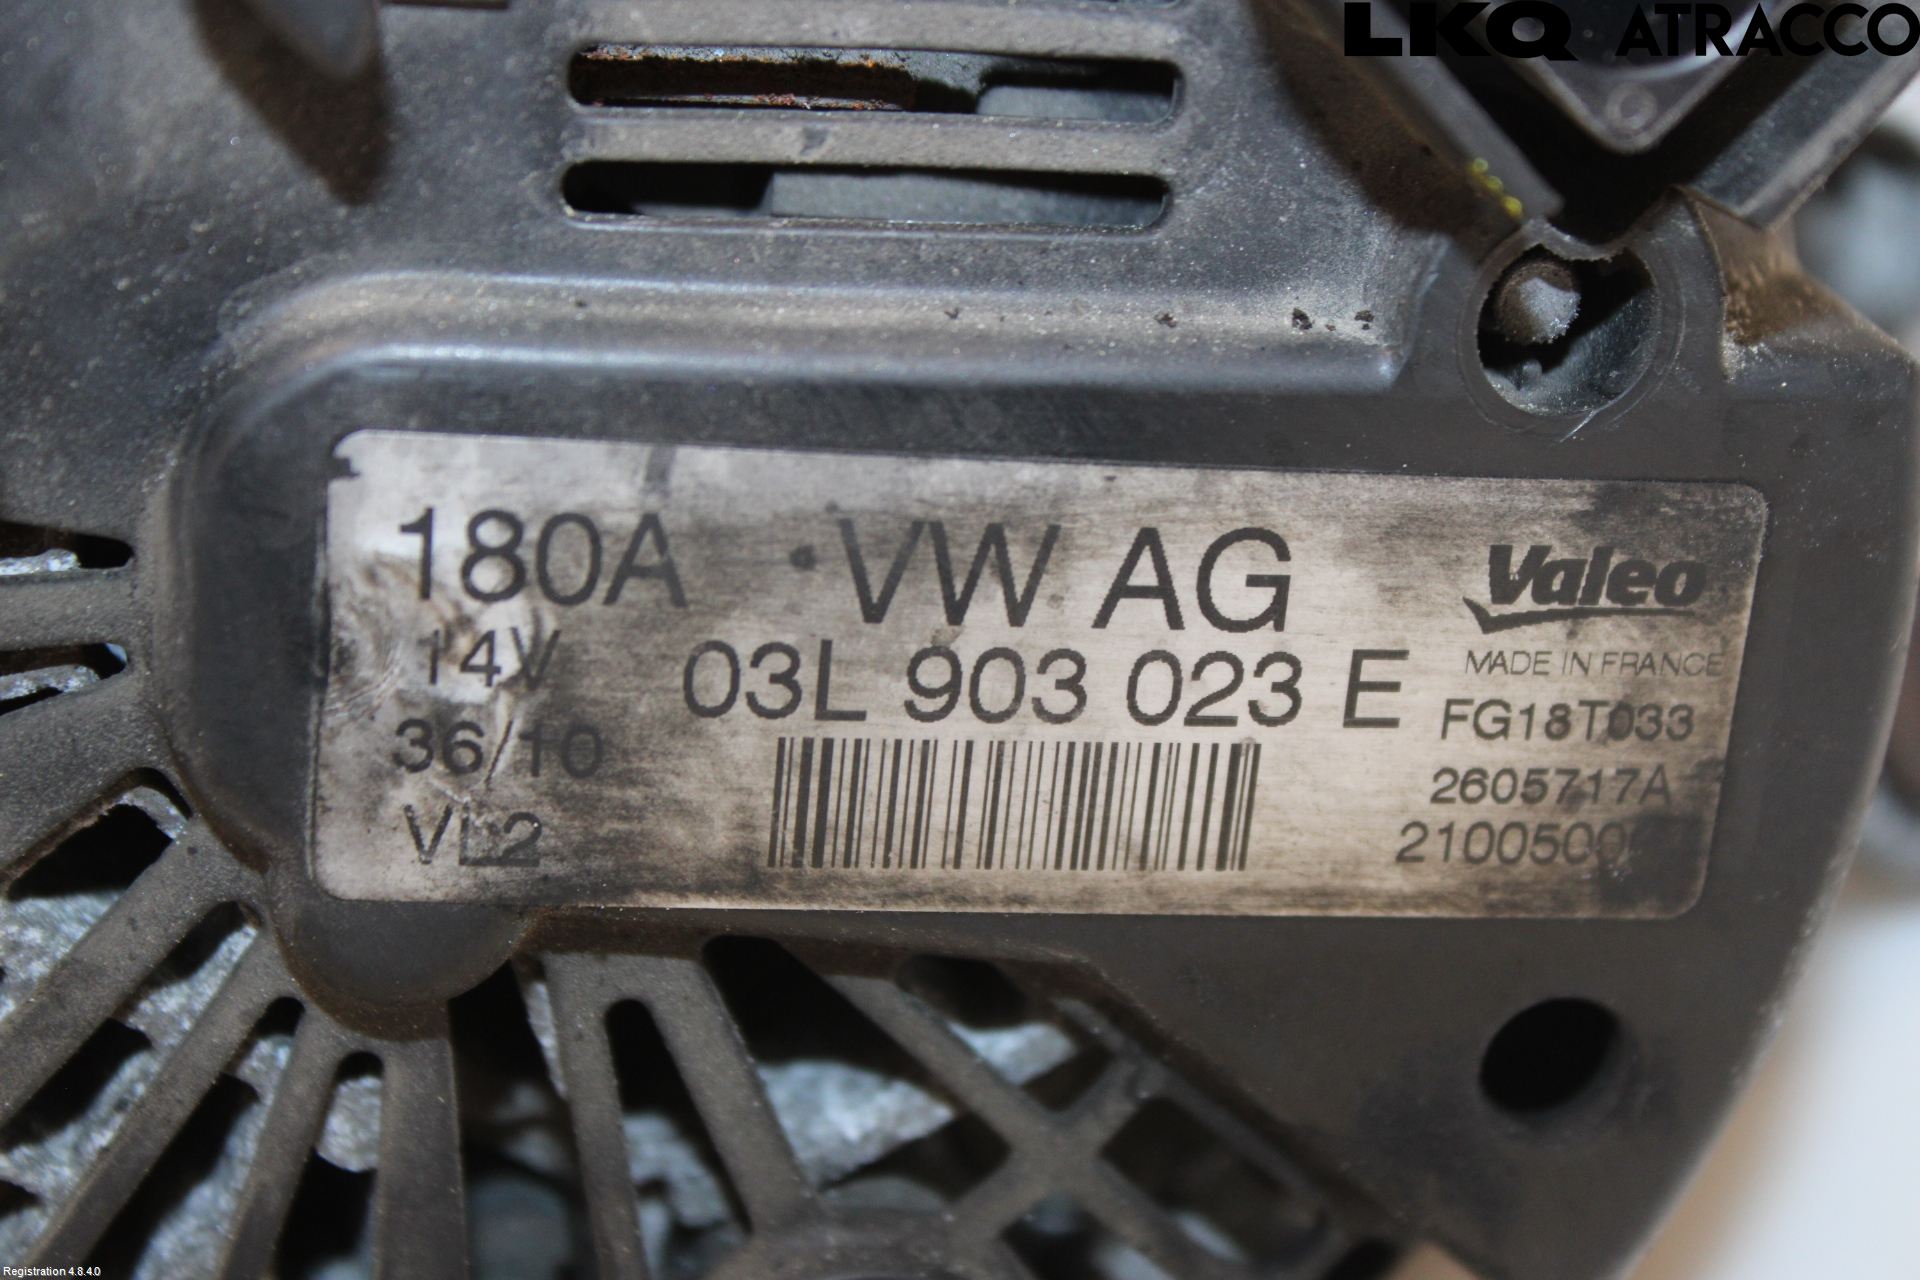 LKQ ATRACCO
180A VW AG Valeo
14V 03L 903 023 E MADE IN FRANCE
36/10 FG18T033
2605717A
VL2
Registration 4.8.4.0